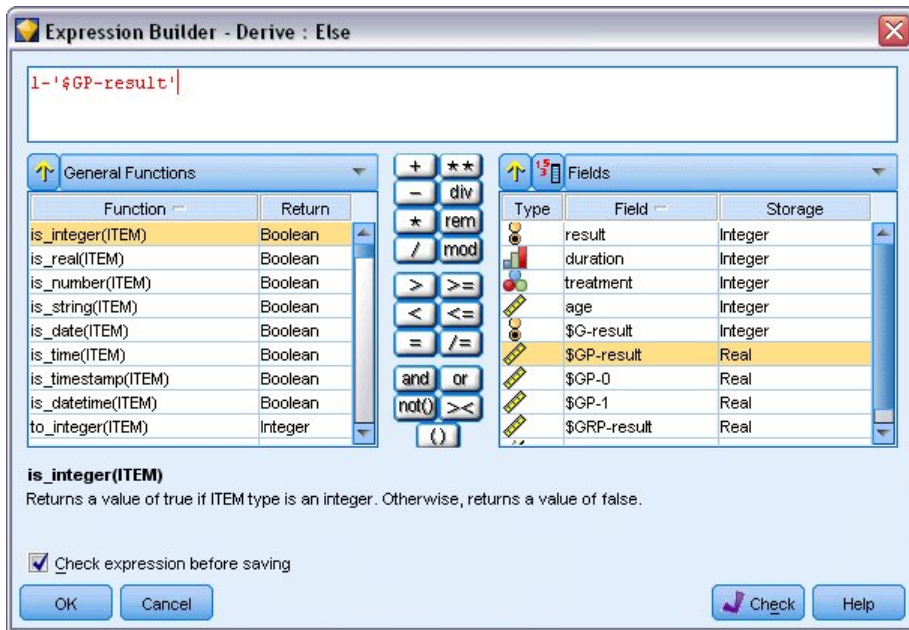 Expression Builder - Derive : Else
1-'$GP-result'
General Functions
Function Return
is_integer(ITEM) Boolean
is_real(ITEM) Boolean
is_number(ITEM) Boolean
is_string(ITEM) Boolean
is_date(ITEM) Boolean
is_time(ITEM) Boolean
is_timestamp(ITEM) Boolean
is_datetime(ITEM) Boolean
to_integer(ITEM) Integer
+ **
- div
* rem
/ mod
> >=
< <=
= /=
and or
not() ><
()
Fields
Type Field Storage
result Integer
duration Integer
treatment Integer
age Integer
$G-result Integer
$GP-result Real
$GP-0 Real
$GP-1 Real
$GRP-result Real
is_integer(ITEM)
Returns a value of true if ITEM type is an integer. Otherwise, returns a value of false.
Check expression before saving
OK Cancel Check Help